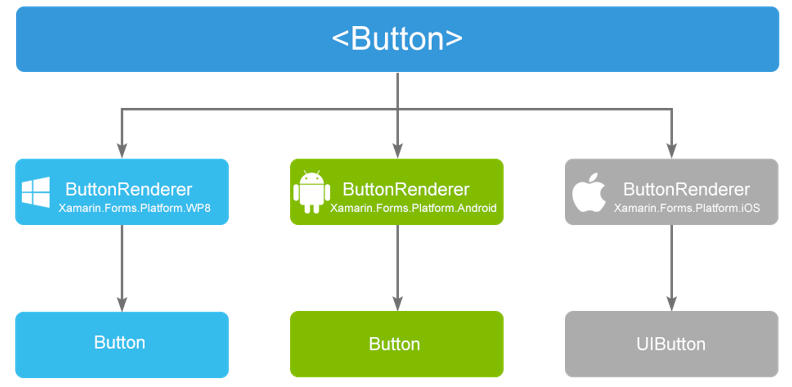 <Button>
ButtonRenderer
Xamarin.Forms.Platform.WP8
ButtonRenderer
Xamarin.Forms.Platform.Android
ButtonRenderer
Xamarin.Forms.Platform.iOS
Button
Button
UIButton